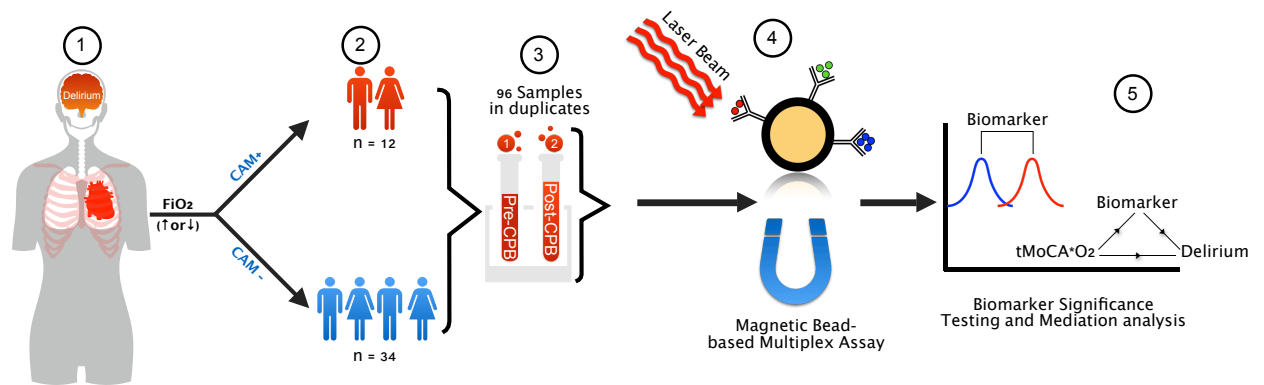 1
Delirium
FiO2
(↑or↓)
CAM+
CAM -
2
n = 12
n = 34
3
96 Samples
in duplicates
1
2
Pre-CPB
Post-CPB
Laser Beam
4
Magnetic Bead-
based Multiplex Assay
5
Biomarker
Biomarker
tMoCA*O2
Delirium
Biomarker Significance
Testing and Mediation analysis